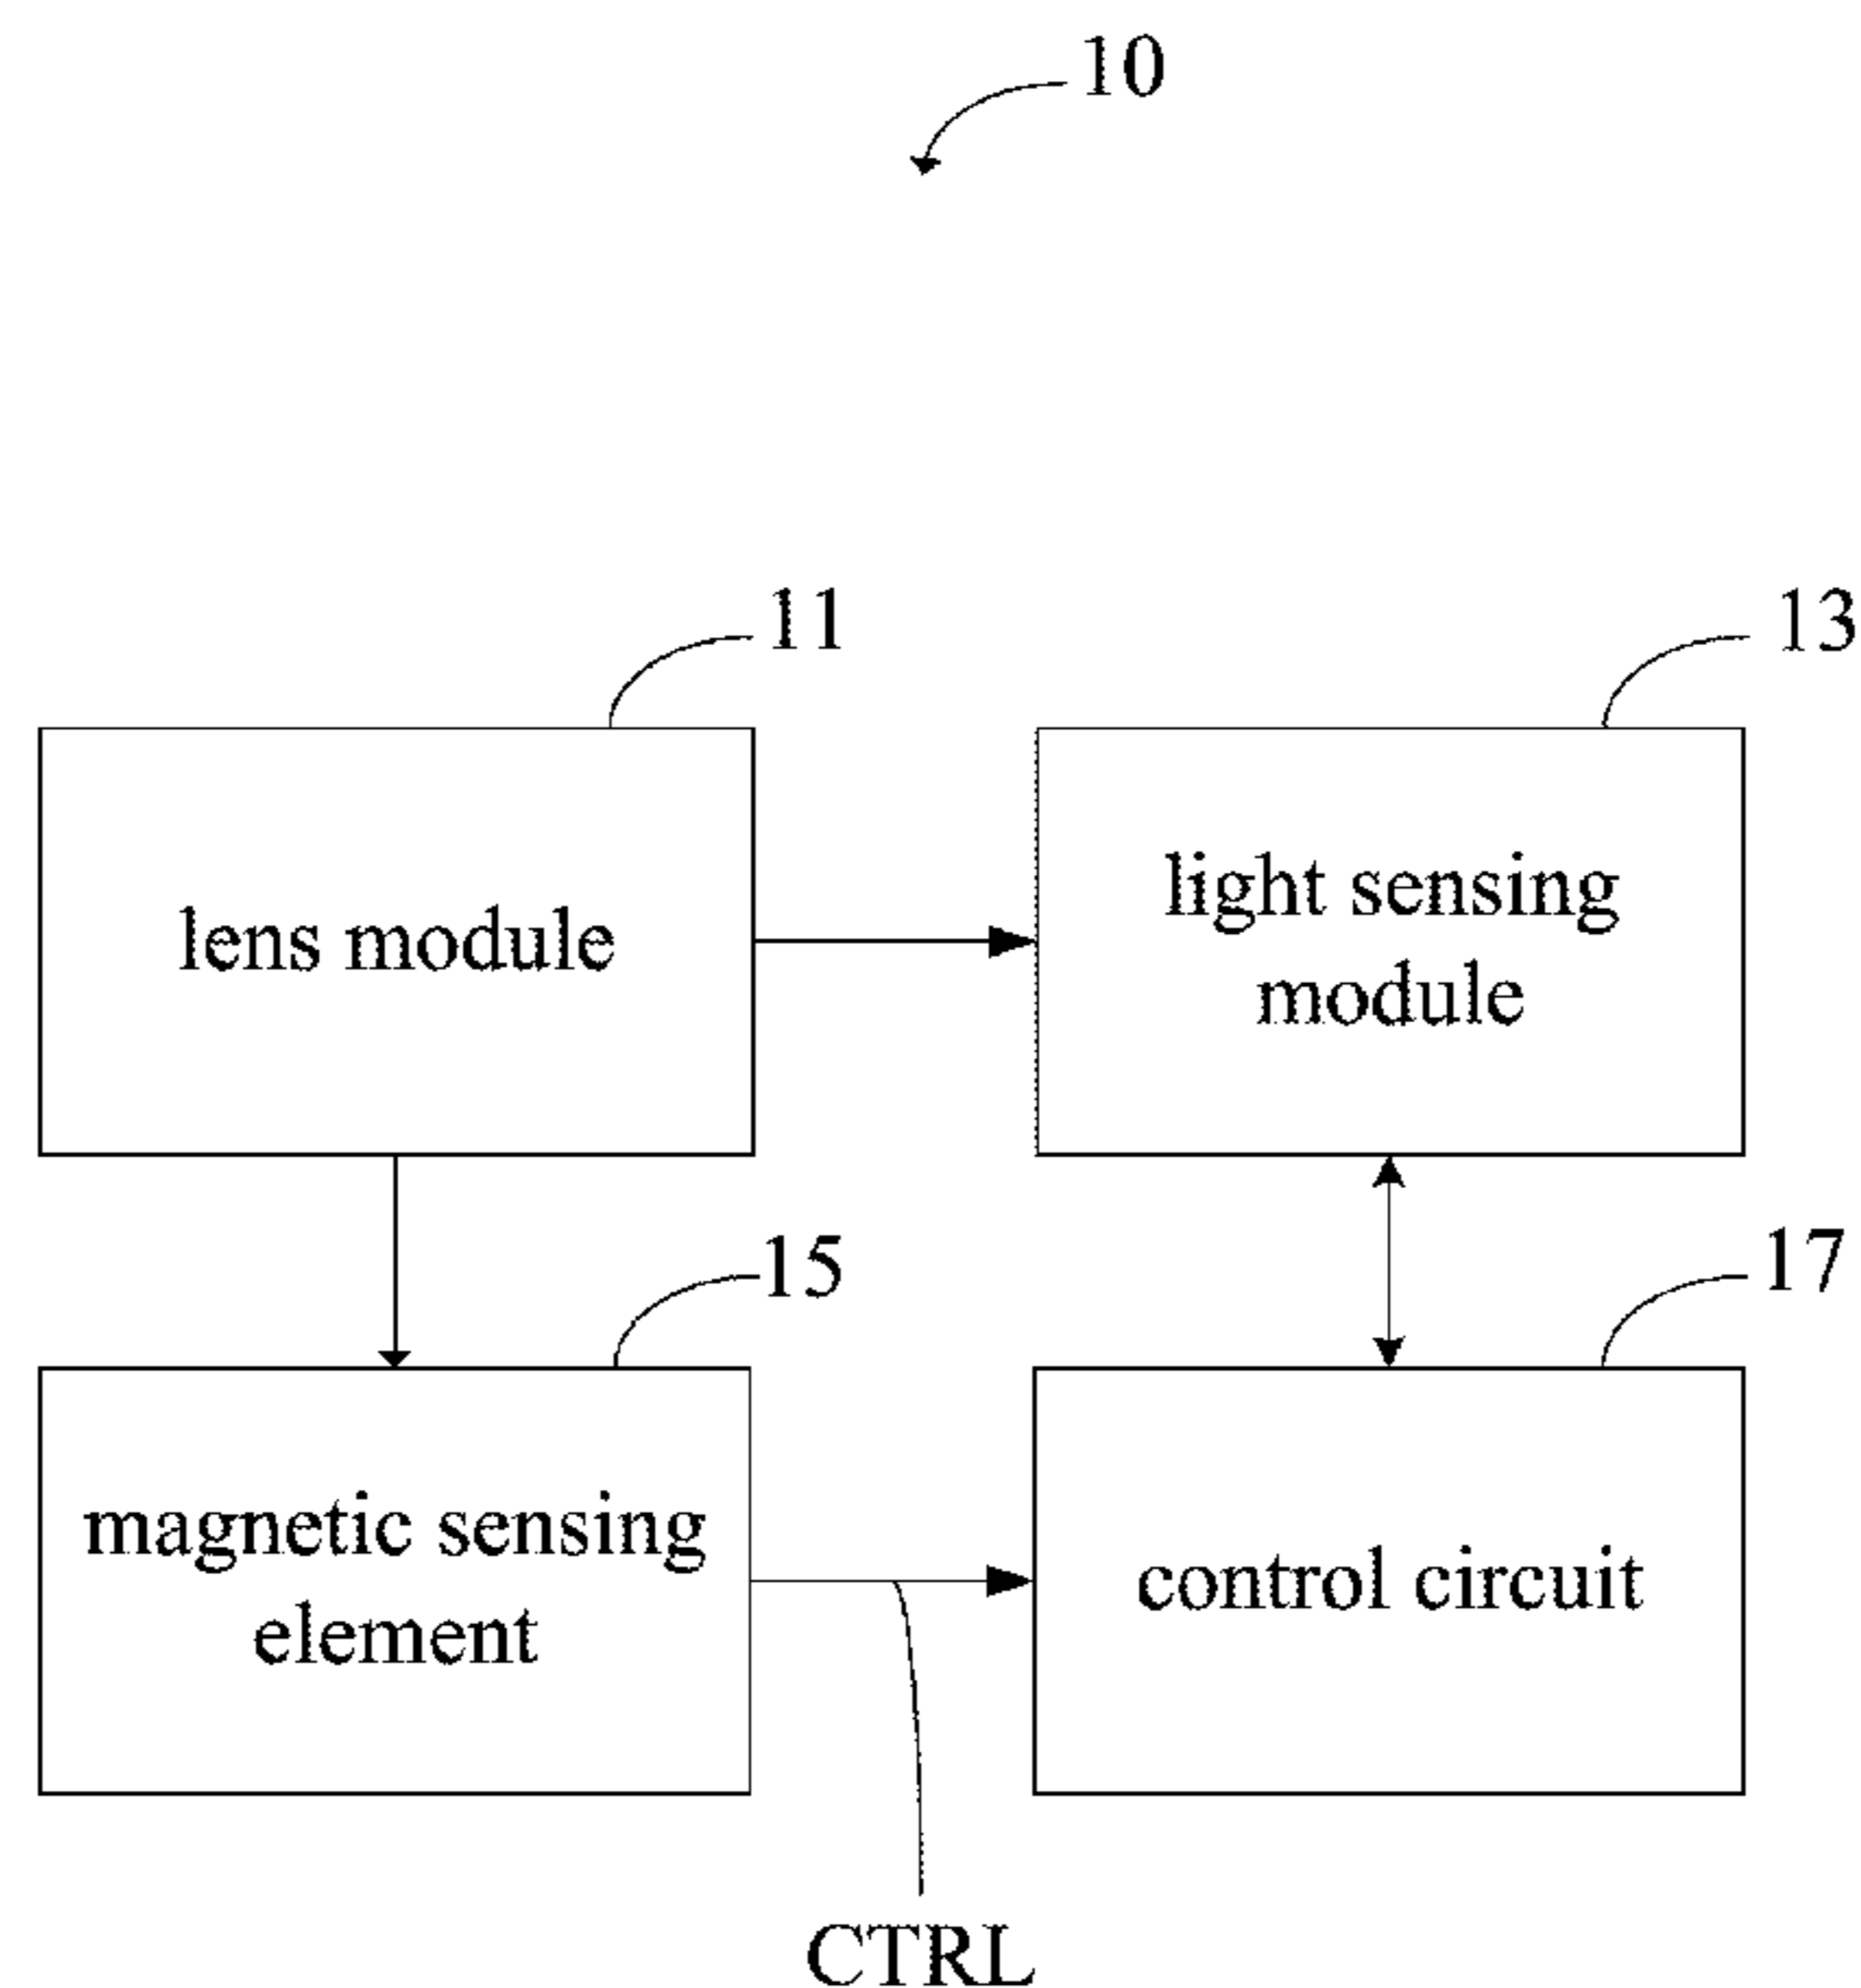 10
11
13
lens module
light sensing
module
15
17
magnetic sensing
element
control circuit
CTRL